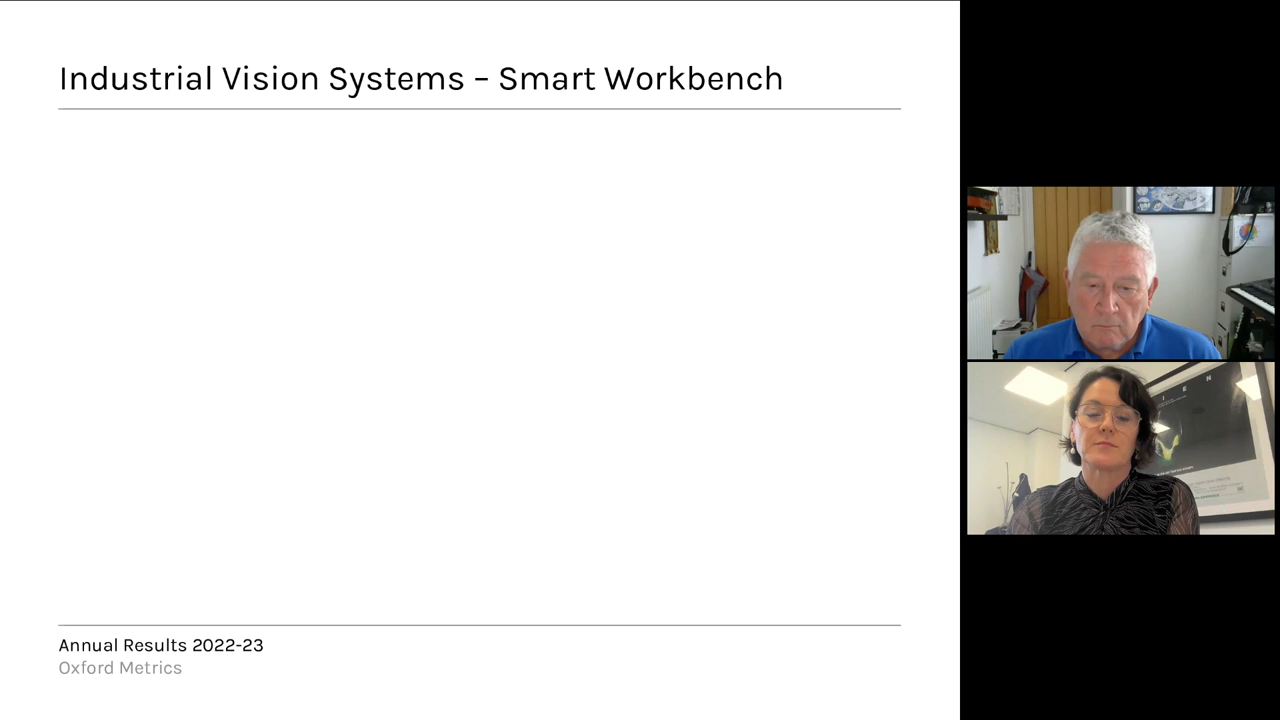 Industrial Vision Systems – Smart Workbench
Annual Results 2022-23
Oxford Metrics
I E N